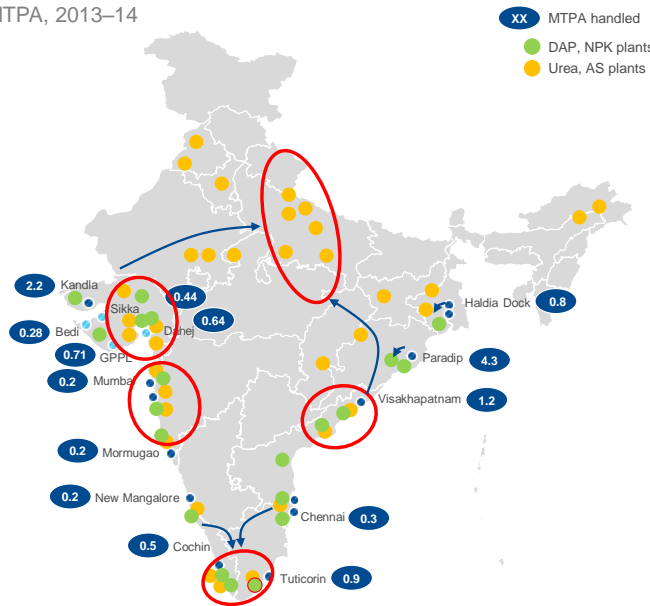 MTPA, 2013–14
XX MTPA handled
DAP, NPK plants
Urea, AS plants
2.2 Kandla
Sikka 0.44
0.28 Bedi
Dahej 0.64
0.71 GPPL
0.2 Mumbai
Haldia Dock 0.8
Paradip 4.3
Visakhapatnam 1.2
0.2 Mormugao
0.2 New Mangalore
Chennai 0.3
0.5 Cochin
Tuticorin 0.9